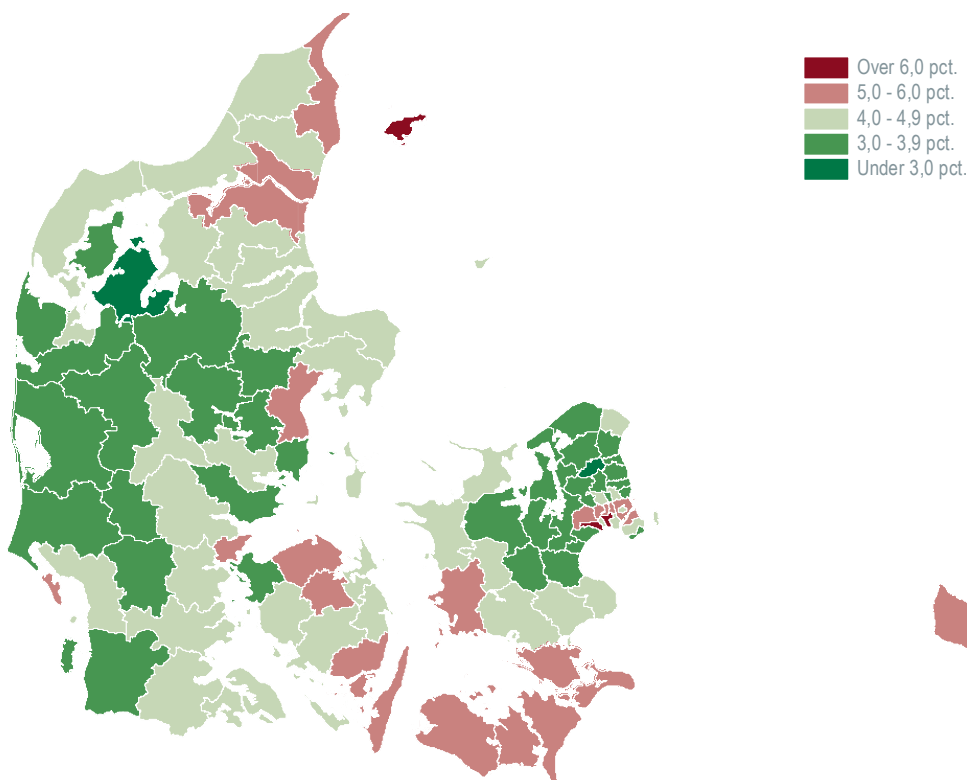 Over 6,0 pct.
5,0 - 6,0 pct.
4,0 - 4,9 pct.
3,0 - 3,9 pct.
Under 3,0 pct.